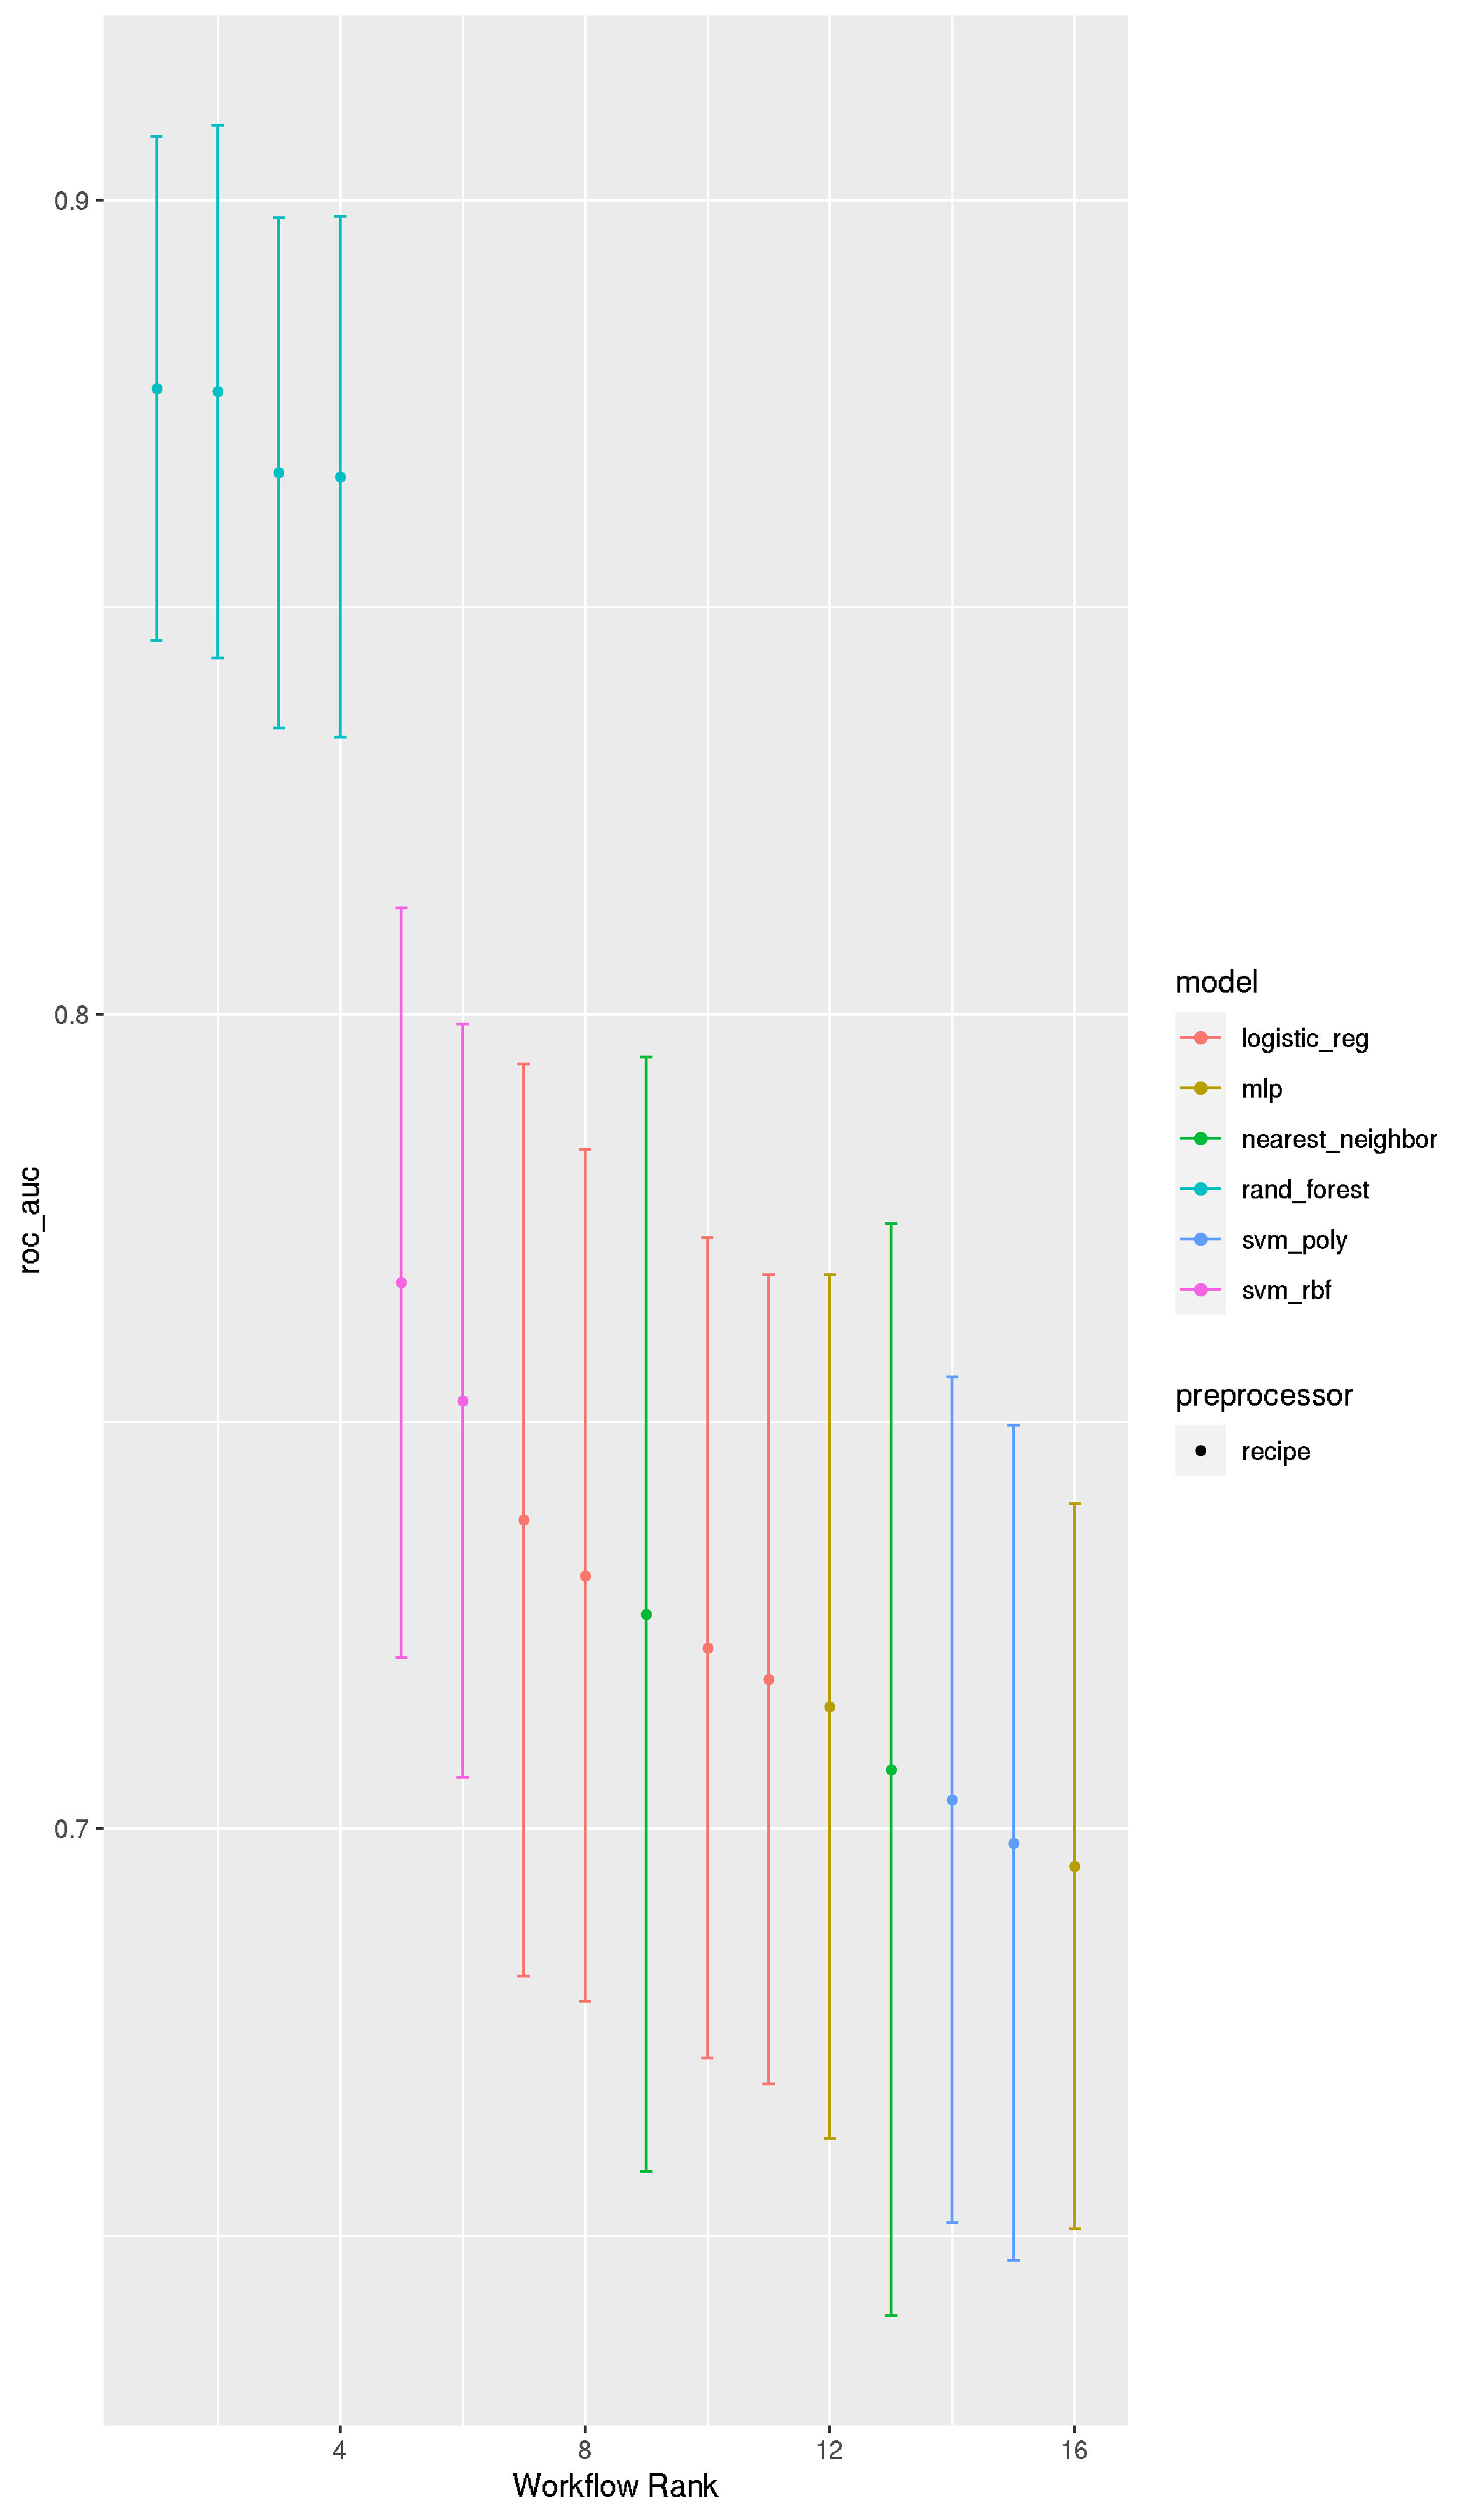 0.9
0.8
0.7
roc_auc
4 8 12 16
Workflow Rank
model
logistic_reg
mlp
nearest_neighbor
rand_forest
svm_poly
svm_rbf
preprocessor
recipe